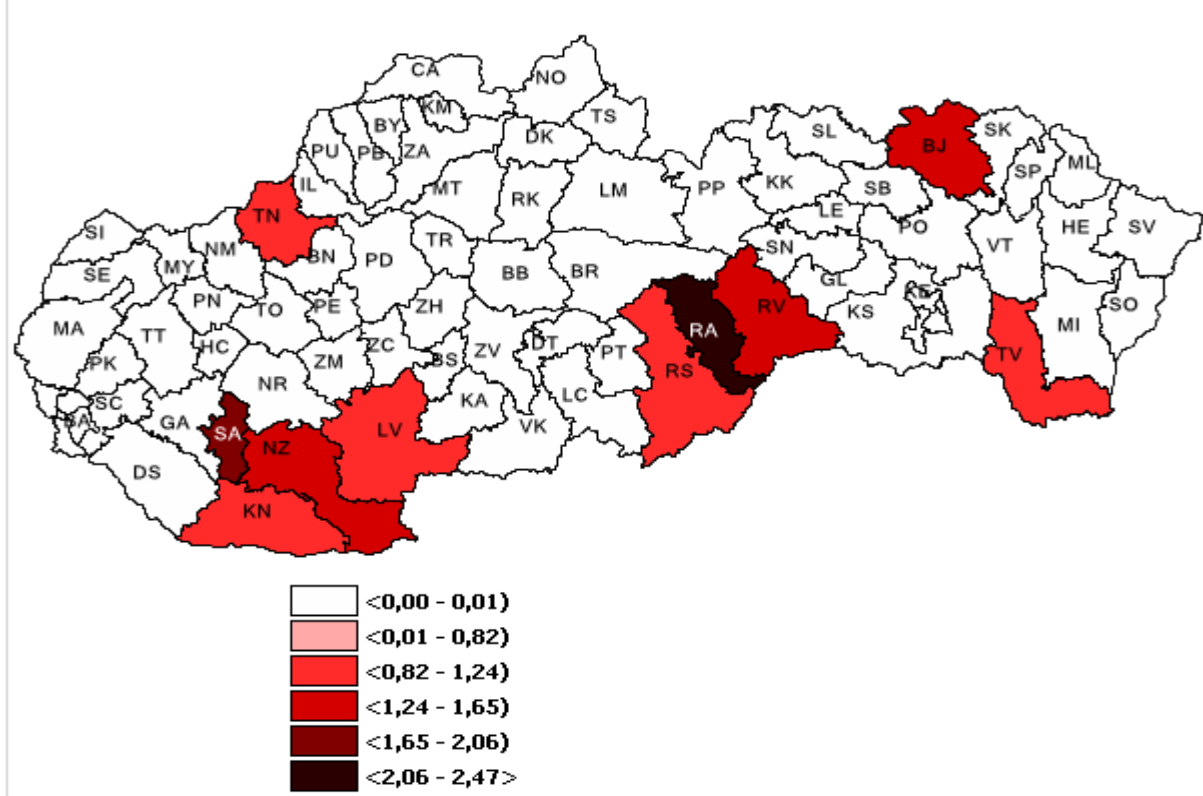 CA
NO
KM
TS
BY
DK
SL
SK
PU
PB
ZA
BJ
ML
IL
MT
RK
LM
PP
KK
SB
SP
TN
LE
PO
HE
SV
SI
NM
BN
PD
TR
SN
VT
SE
MY
BB
BR
GL
PN
TO
PE
ZH
RV
KS
KE
SO
MA
TT
HC
ZM
ZC
BS
ZV
DT
PT
RA
MI
PK
NR
RS
TV
SC
KA
LC
BA
GA
SA
NZ
LV
VK
DS
KN
<0,00 - 0,01)
<0,01 - 0,82)
<0,82 - 1,24)
<1,24 - 1,65)
<1,65 - 2,06)
<2,06 - 2,47>